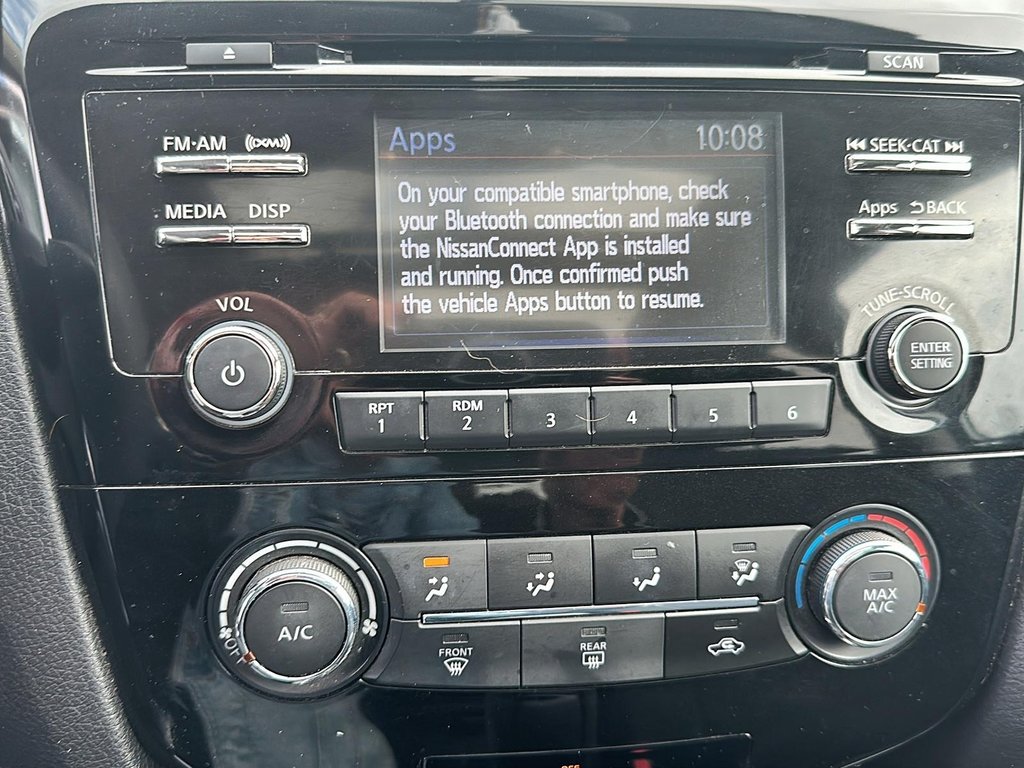 SCAN
FM·AM ((XM))
MEDIA DISP
VOL
Apps 10:08
On your compatible smartphone, check
your Bluetooth connection and make sure
the NissanConnect App is installed
and running. Once confirmed push
the vehicle Apps button to resume.
SEEK·CAT
Apps BACK
TUNE·SCROLL
ENTER
SETTING
RPT
1
RDM
2
3
4
5
6
A/C
OFF
FRONT
REAR
MAX
A/C